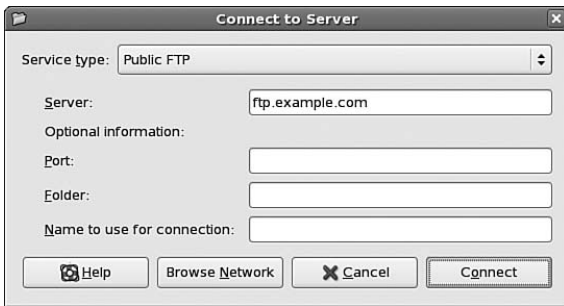 Connect to Server
Service type: Public FTP
Server: ftp.example.com
Optional information:
Port:
Folder:
Name to use for connection:
Help Browse Network Cancel Connect